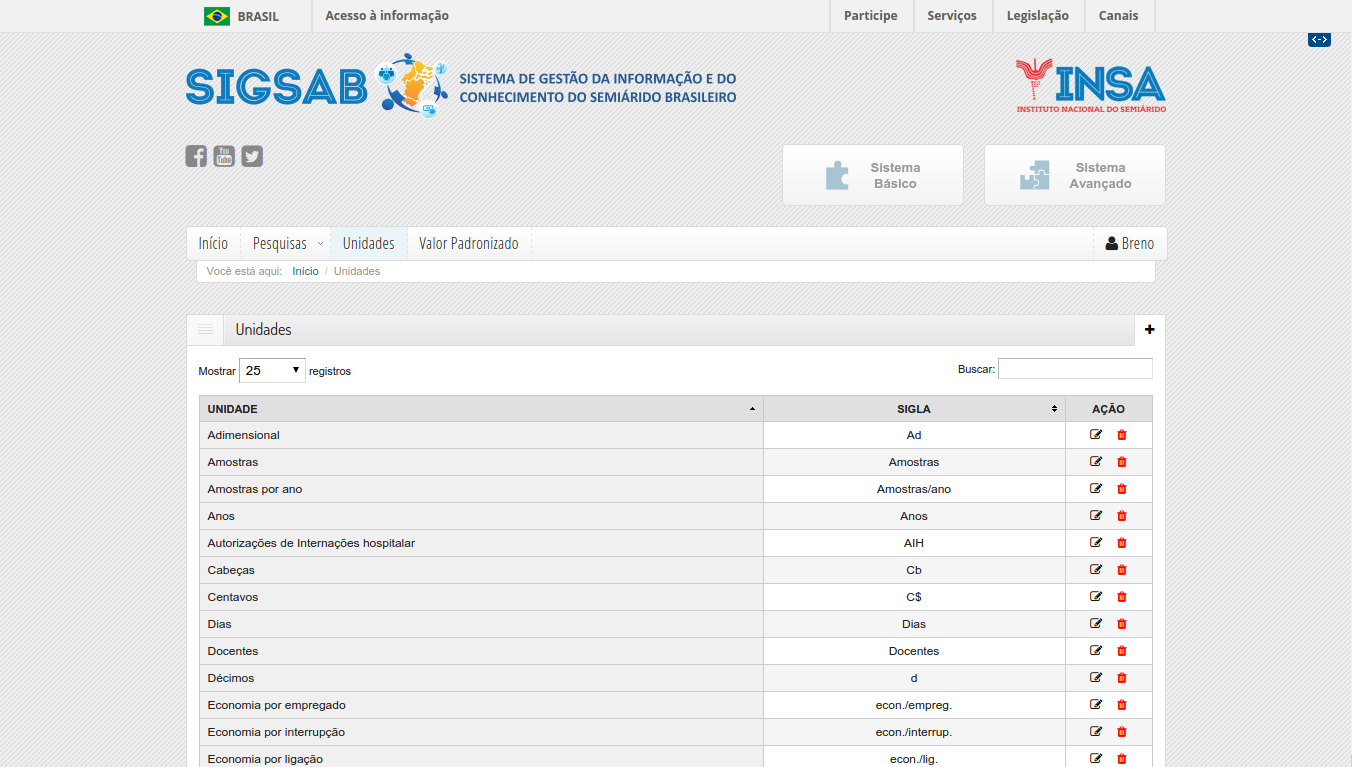 BRASIL
Acesso à informação
Participe
Serviços
Legislação
Canais
SIGSAB
SISTEMA DE GESTÃO DA INFORMAÇÃO E DO
CONHECIMENTO DO SEMIÁRIDO BRASILEIRO
INSA
INSTITUTO NACIONAL DO SEMIÁRIDO
You
Tube
Sistema
Básico
Sistema
Avançado
Início
Pesquisas
Unidades
Valor Padronizado
Breno
Você está aqui: Início / Unidades
Unidades
Mostrar 25 registros
Buscar:
UNIDADE SIGLA AÇÃO
Adimensional Ad
Amostras Amostras
Amostras por ano Amostras/ano
Anos Anos
Autorizações de Internações hospitalar AIH
Cabeças Cb
Centavos C$
Dias Dias
Docentes Docentes
Décimos d
Economia por empregado econ./empreg.
Economia por interrupção econ./interrup.
Economia por ligação econ./lig.